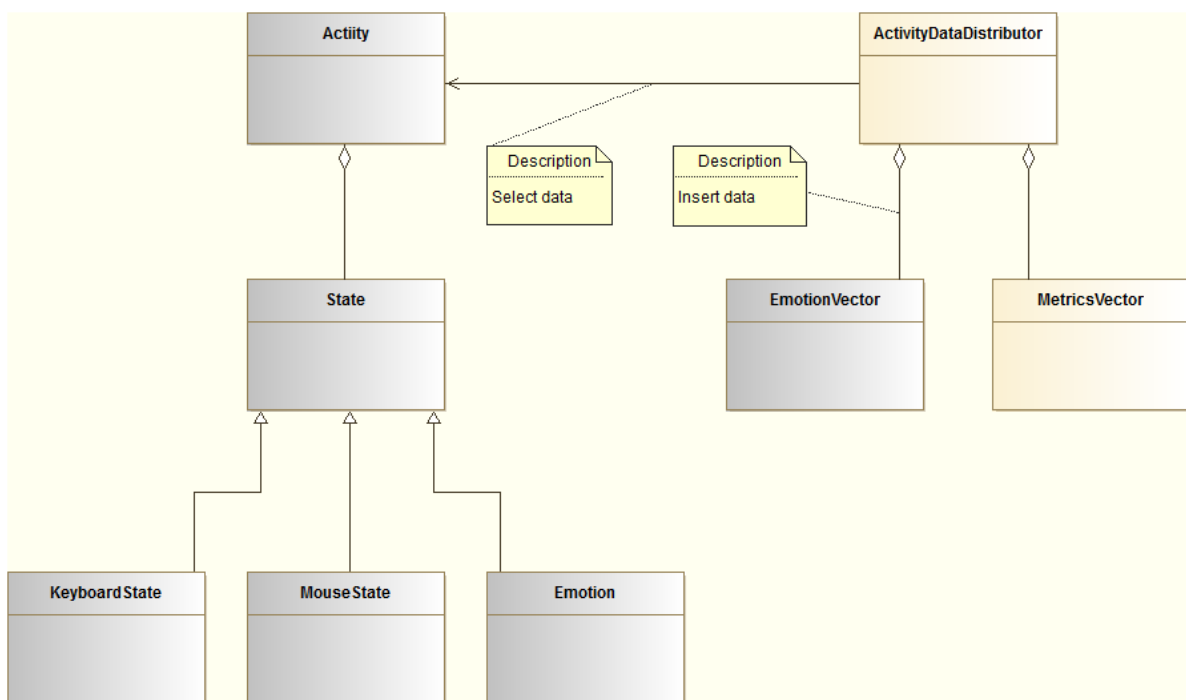 Actiity
ActivityDataDistributor
Description
Select data
Description
Insert data
State
EmotionVector
MetricsVector
KeyboardState
MouseState
Emotion